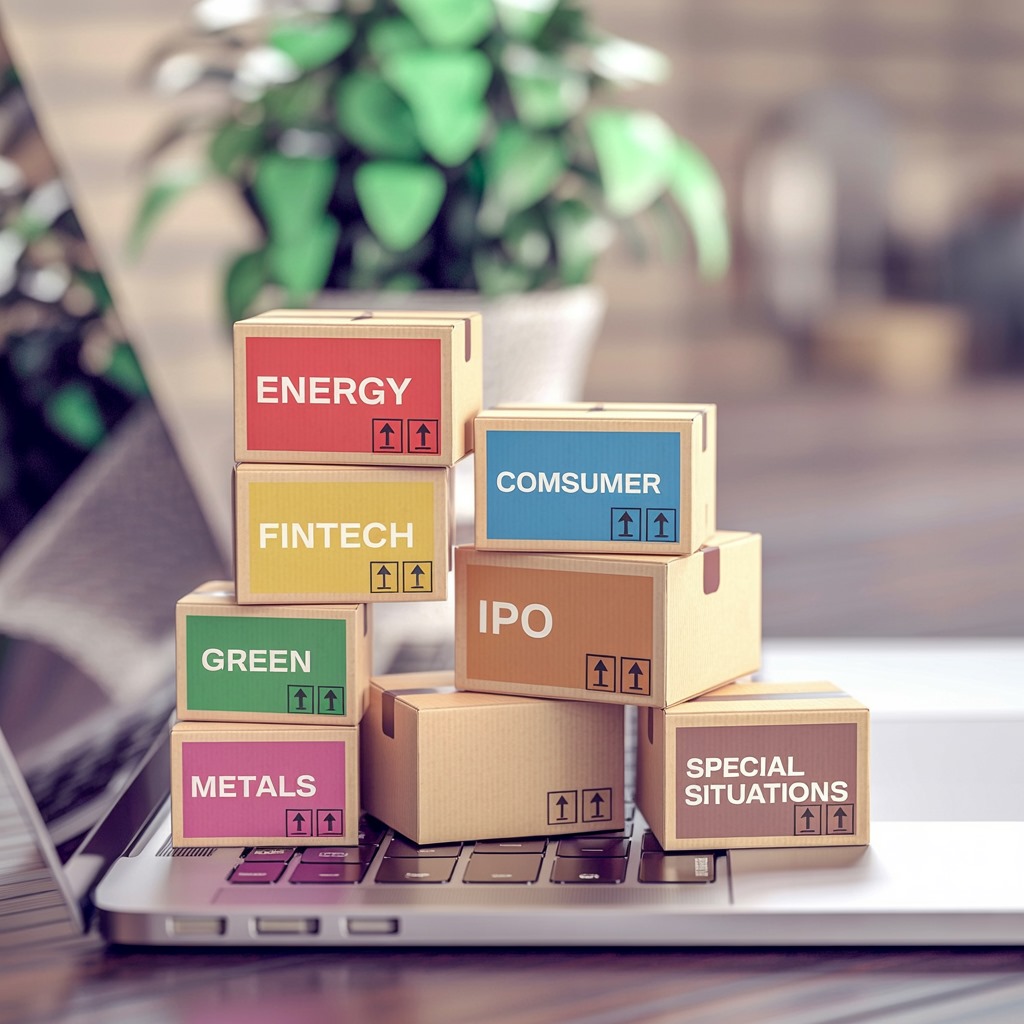 ENERGY
COMSUMER
FINTECH
IPO
GREEN
METALS
SPECIAL
SITUATIONS